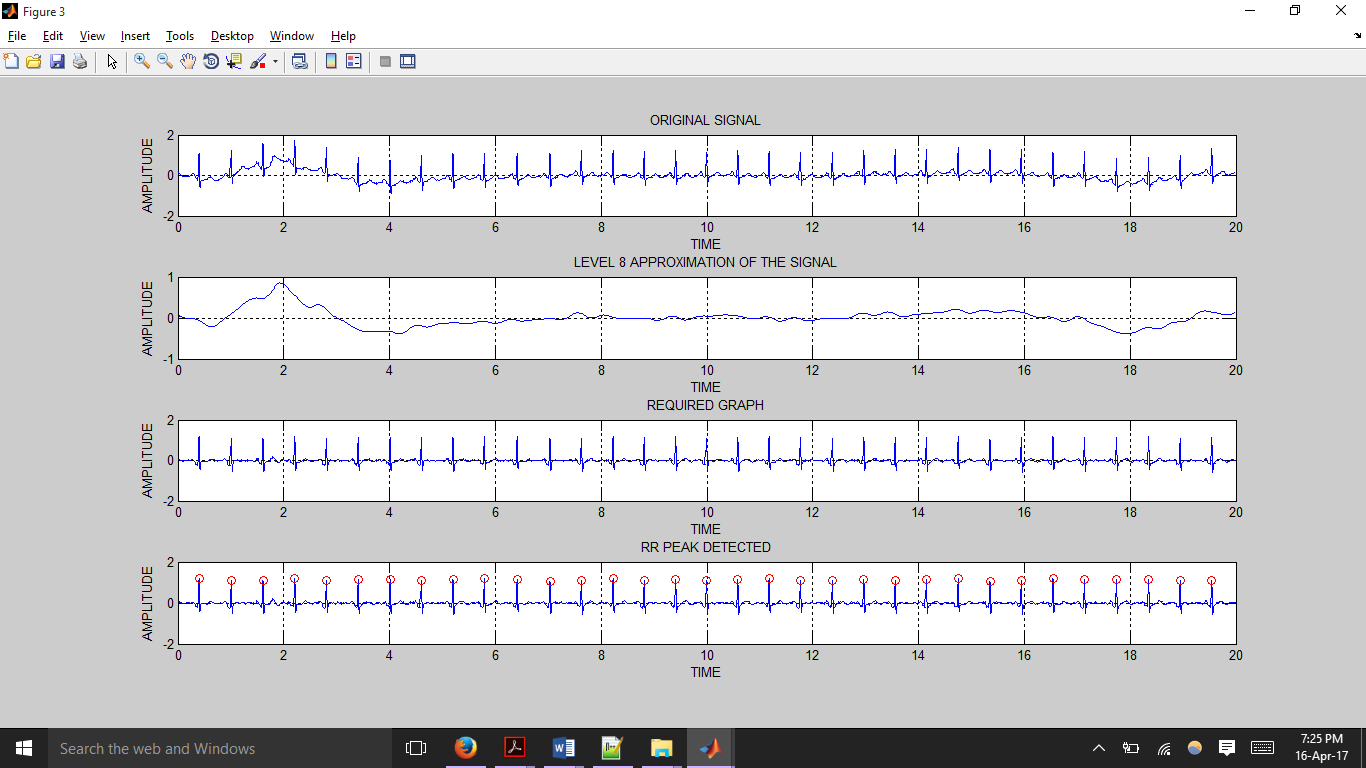 Figure 3
File Edit View Insert Tools Desktop Window Help
ORIGINAL SIGNAL
AMPLITUDE
2
0
-2
0 2 4 6 8 10 12 14 16 18 20
TIME
LEVEL 8 APPROXIMATION OF THE SIGNAL
AMPLITUDE
1
0
-1
0 2 4 6 8 10 12 14 16 18 20
TIME
REQUIRED GRAPH
AMPLITUDE
2
0
-2
0 2 4 6 8 10 12 14 16 18 20
TIME
RR PEAK DETECTED
AMPLITUDE
2
0
-2
0 2 4 6 8 10 12 14 16 18 20
TIME
Search the web and Windows
7:25 PM
16-Apr-17